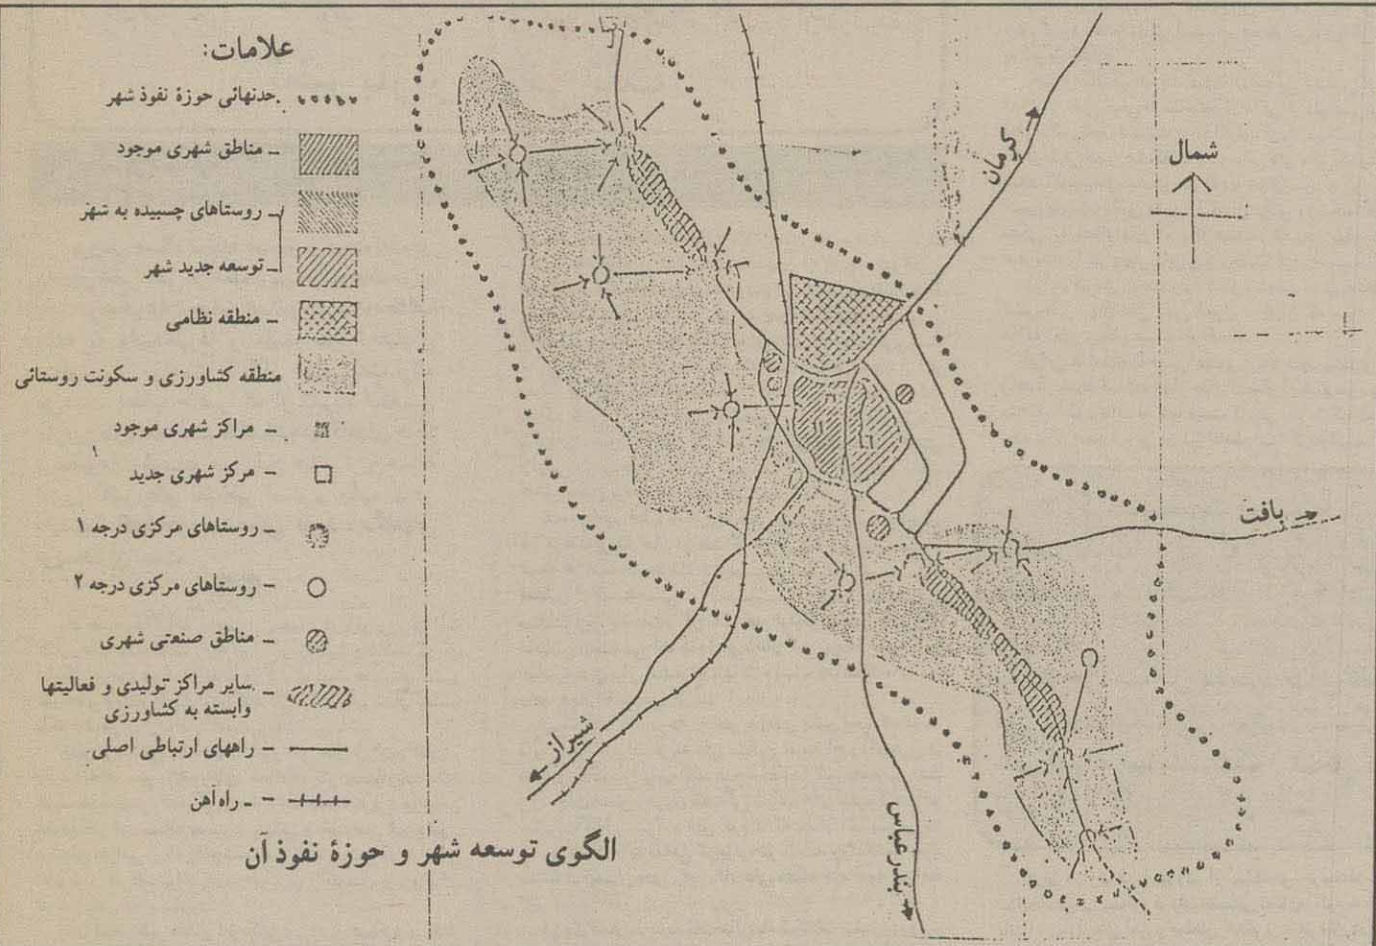 علامات:
حدنهائی حوزهٔ نفوذ شهر
- مناطق شهری موجود
- روستاهای چسبیده به شهر
- توسعه جدید شهر
- منطقه نظامی
منطقه کشاورزی و سکونت روستائی
- مراکز شهری موجود
- مرکز شهری جدید
- روستاهای مرکزی درجه ۱
- روستاهای مرکزی درجه ۲
- مناطق صنعتی شهری
- سایر مراکز تولیدی و فعالیتها
وابسته به کشاورزی
- راههای ارتباطی اصلی
- راه‌آهن
الگوی توسعه شهر و حوزهٔ نفوذ آن
شمال
کرمان
بافت
شیراز
بندرعباس